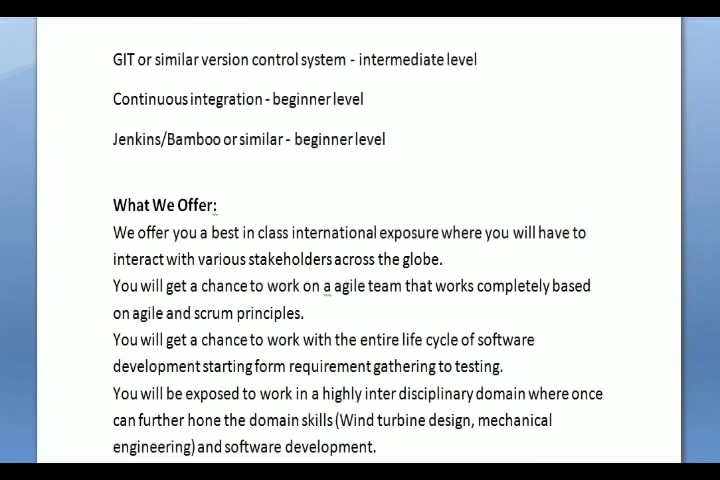 GIT or similar version control system - intermediate level
Continuous integration - beginner level
Jenkins/Bamboo or similar - beginner level
What We Offer:
We offer you a best in class international exposure where you will have to
interact with various stakeholders across the globe.
You will get a chance to work on a agile team that works completely based
on agile and scrum principles.
You will get a chance to work with the entire life cycle of software
development starting form requirement gathering to testing.
You will be exposed to work in a highly inter disciplinary domain where once
can further hone the domain skills (Wind turbine design, mechanical
engineering) and software development.